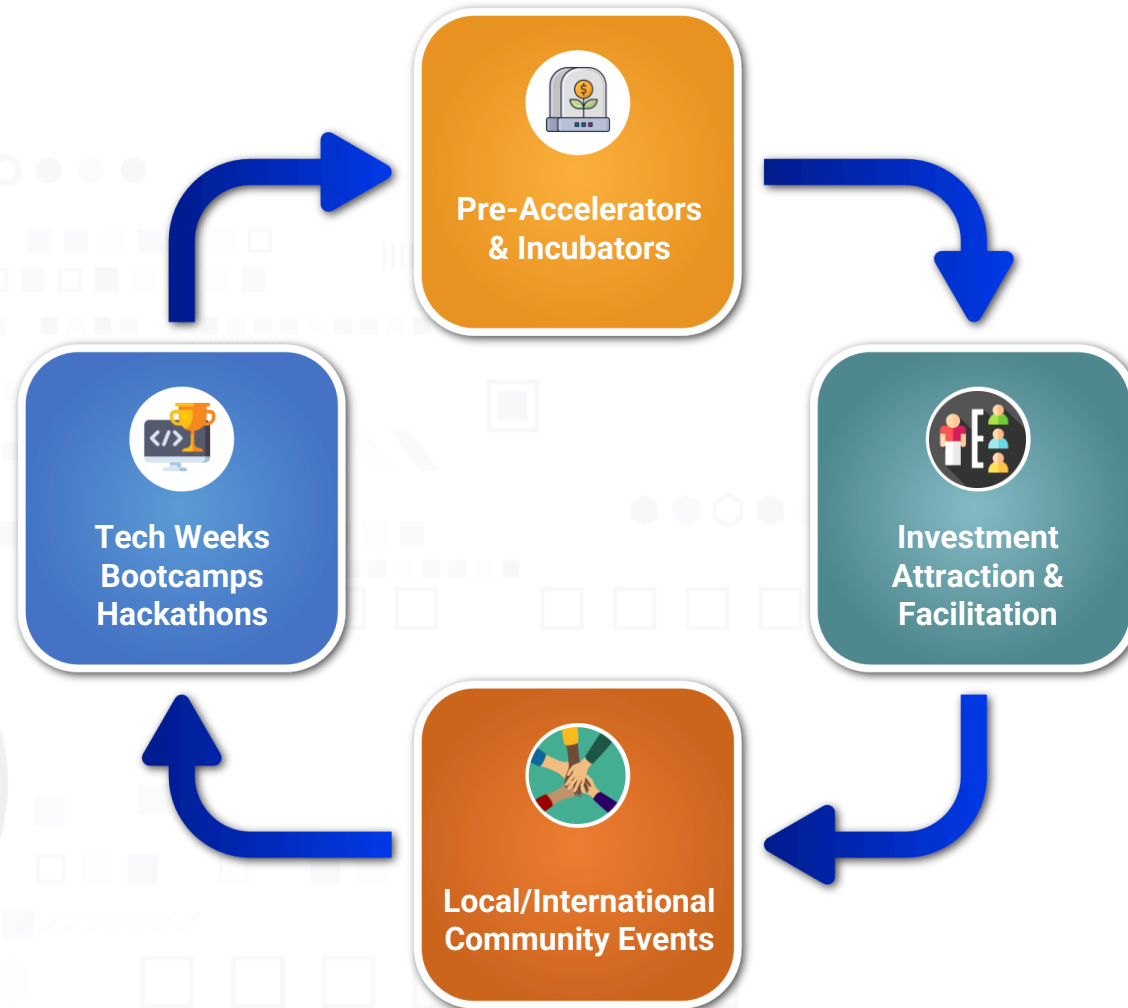 Pre-Accelerators
& Incubators
Tech Weeks
Bootcamps
Hackathons
Investment
Attraction &
Facilitation
Local/International
Community Events